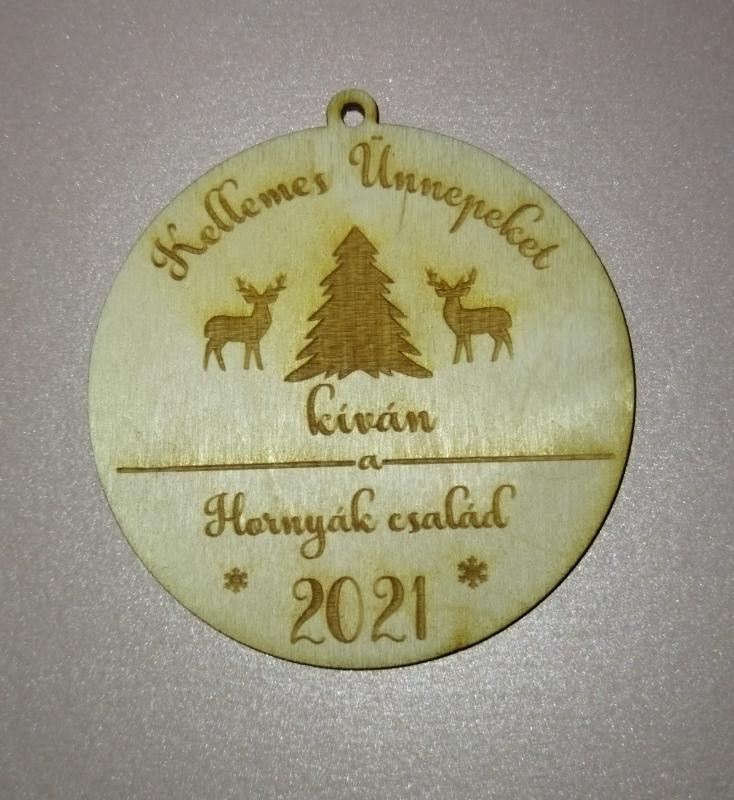 Kellemes Ünnepeket
kíván
a
Hornyák család
2021